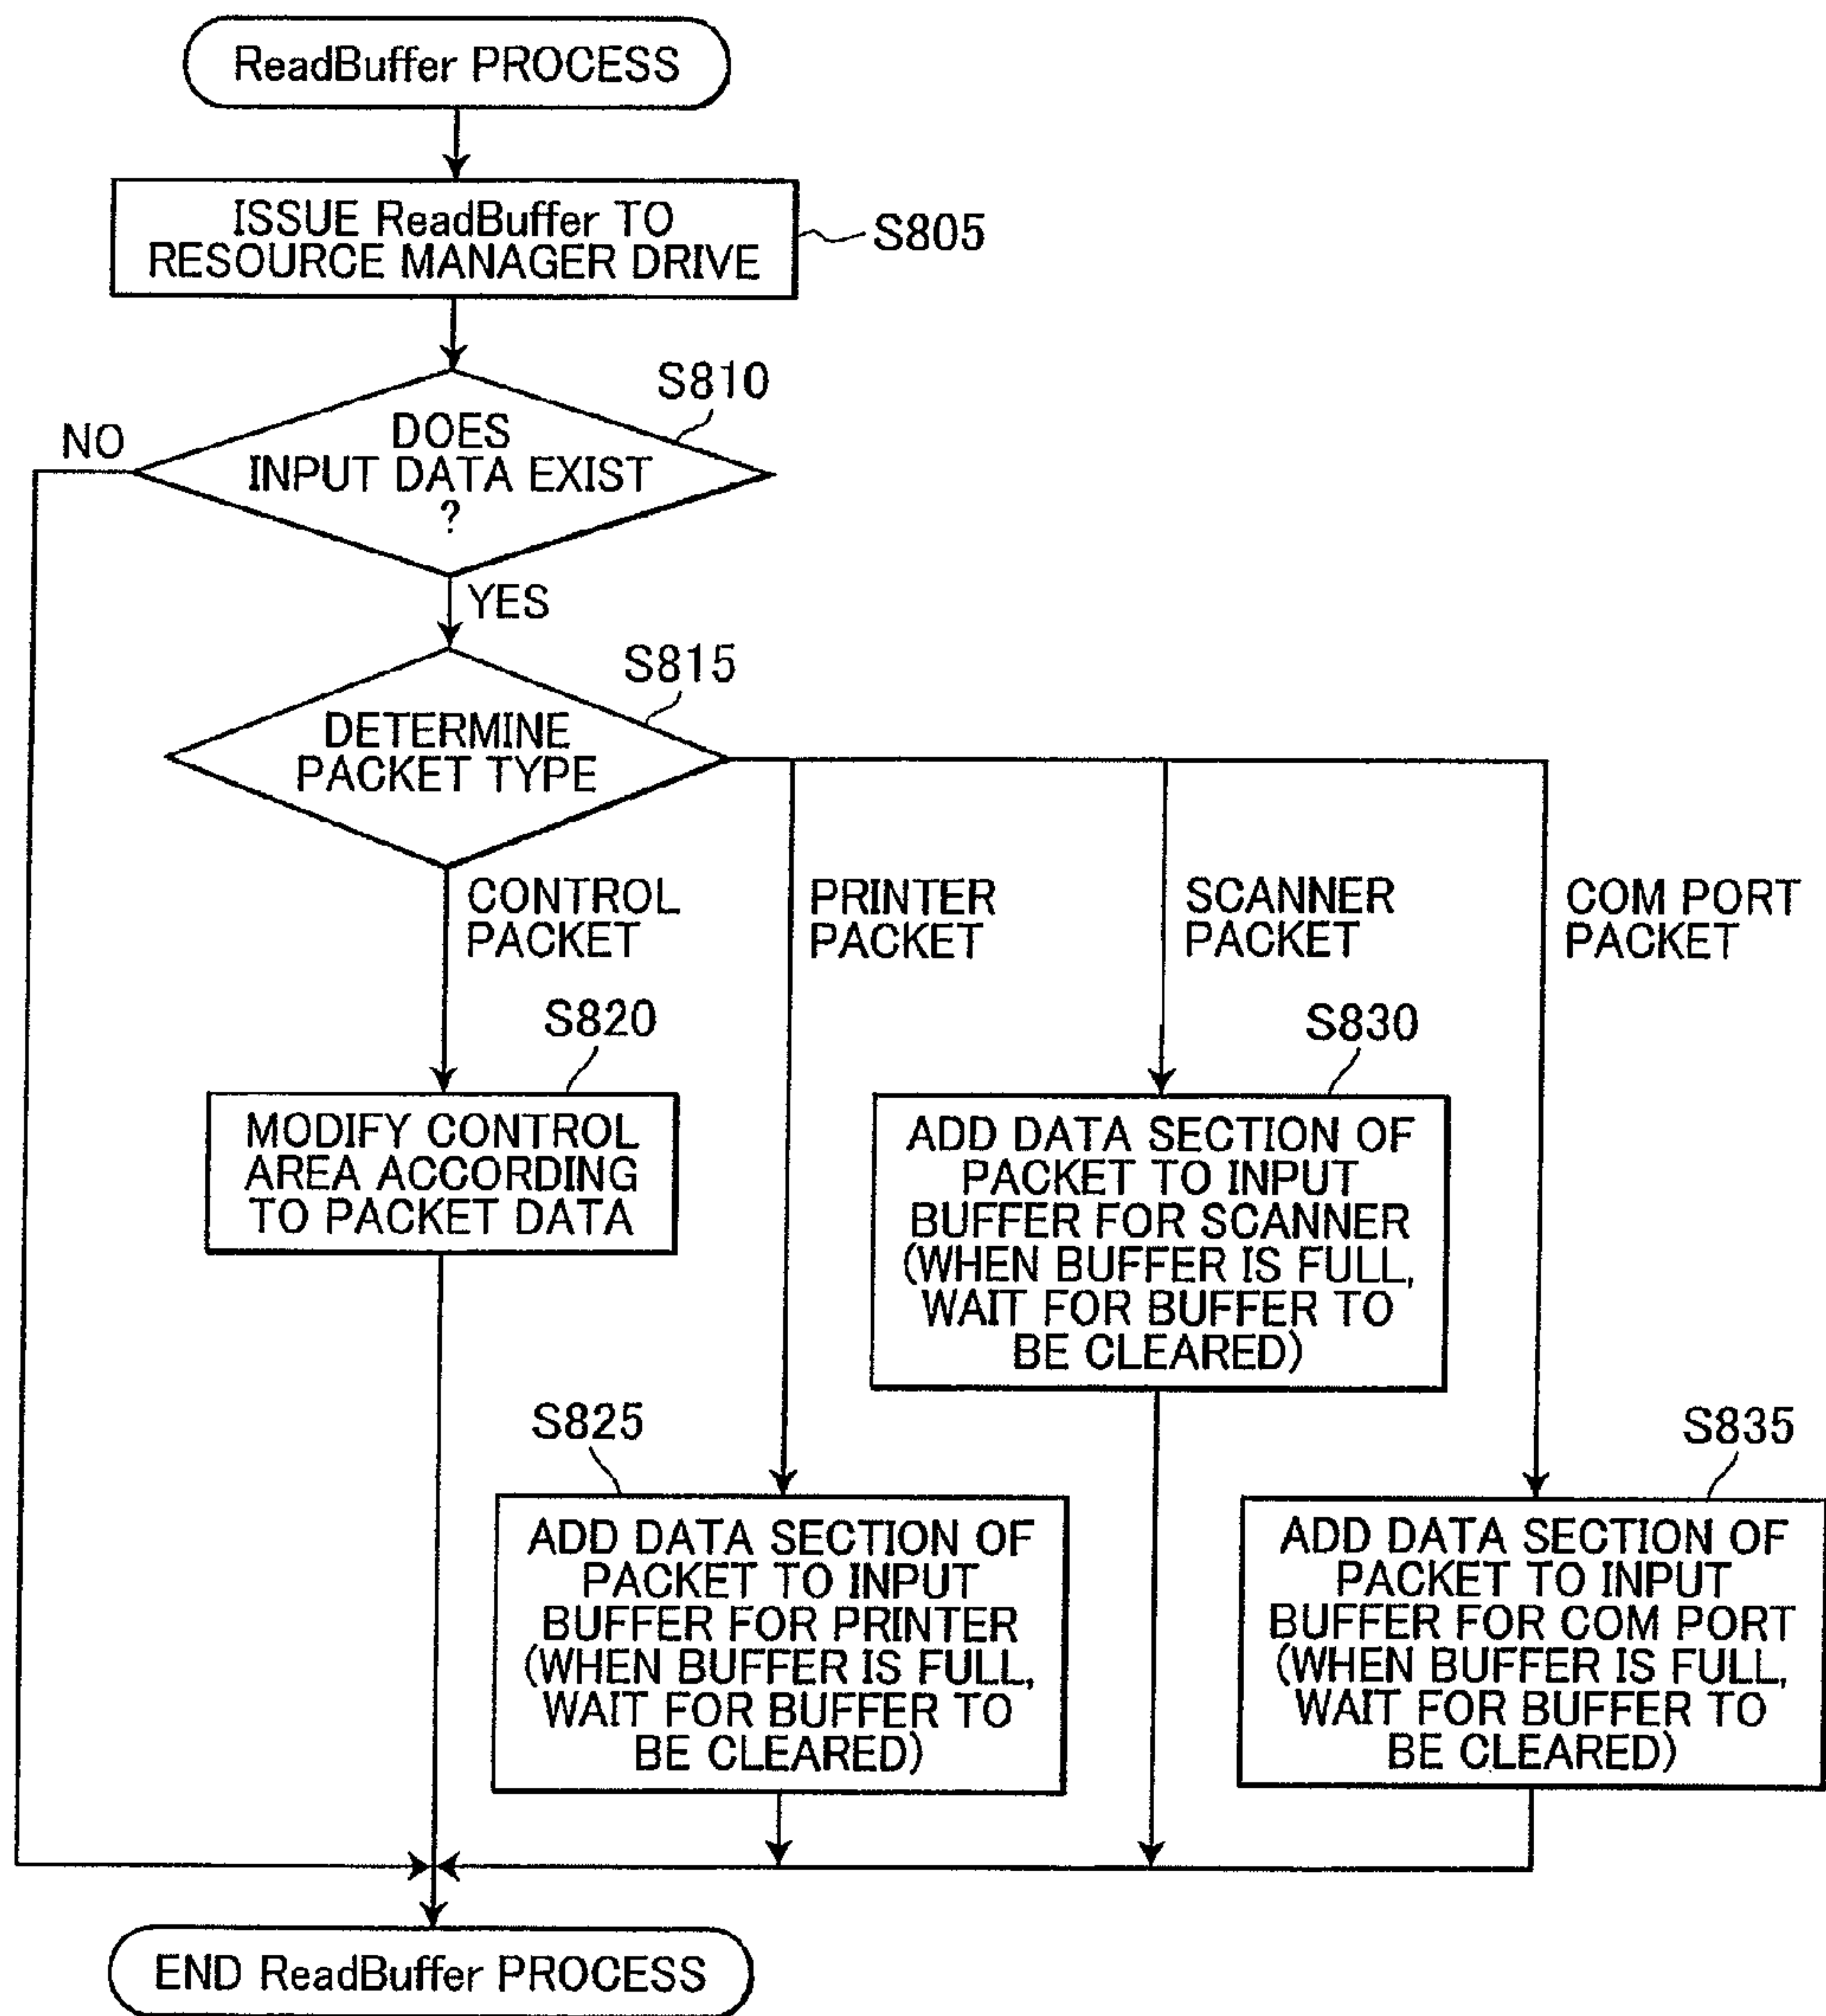 ReadBuffer PROCESS
ISSUE ReadBuffer TO
RESOURCE MANAGER DRIVE
S805
S810
DOES
INPUT DATA EXIST
?
NO
YES
S815
DETERMINE
PACKET TYPE
CONTROL
PACKET
PRINTER
PACKET
SCANNER
PACKET
COM PORT
PACKET
S820
MODIFY CONTROL
AREA ACCORDING
TO PACKET DATA
S830
ADD DATA SECTION OF
PACKET TO INPUT
BUFFER FOR SCANNER
(WHEN BUFFER IS FULL,
WAIT FOR BUFFER TO
BE CLEARED)
S825
ADD DATA SECTION OF
PACKET TO INPUT
BUFFER FOR PRINTER
(WHEN BUFFER IS FULL,
WAIT FOR BUFFER TO
BE CLEARED)
S835
ADD DATA SECTION OF
PACKET TO INPUT
BUFFER FOR COM PORT
(WHEN BUFFER IS FULL,
WAIT FOR BUFFER TO
BE CLEARED)
END ReadBuffer PROCESS